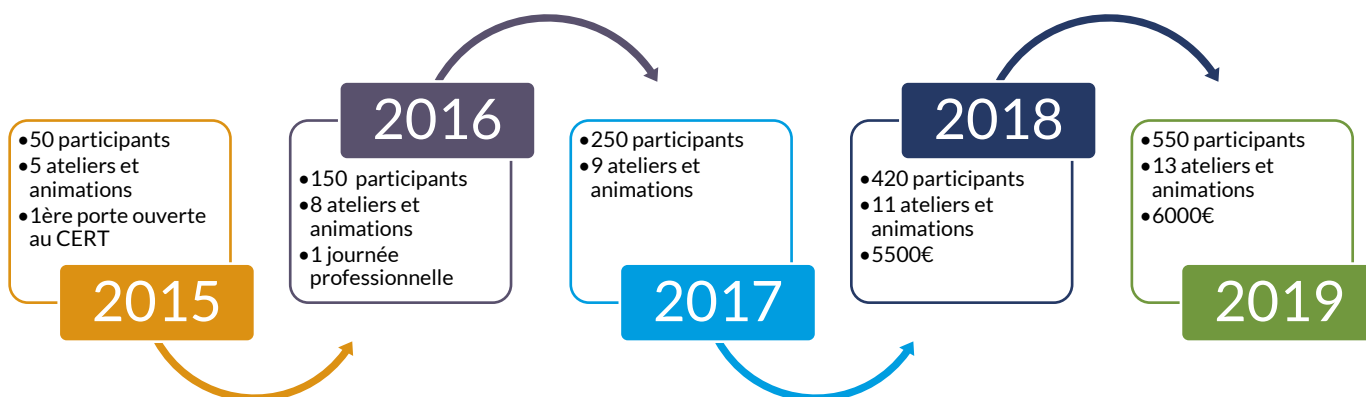 •50 participants
•5 ateliers et
animations
•1ère porte ouverte
au CERT
2015
2016
•150 participants
•8 ateliers et
animations
•1 journée
professionnelle
•250 participants
•9 ateliers et
animations
2017
2018
•420 participants
•11 ateliers et
animations
•5500€
•550 participants
•13 ateliers et
animations
•6000€
2019